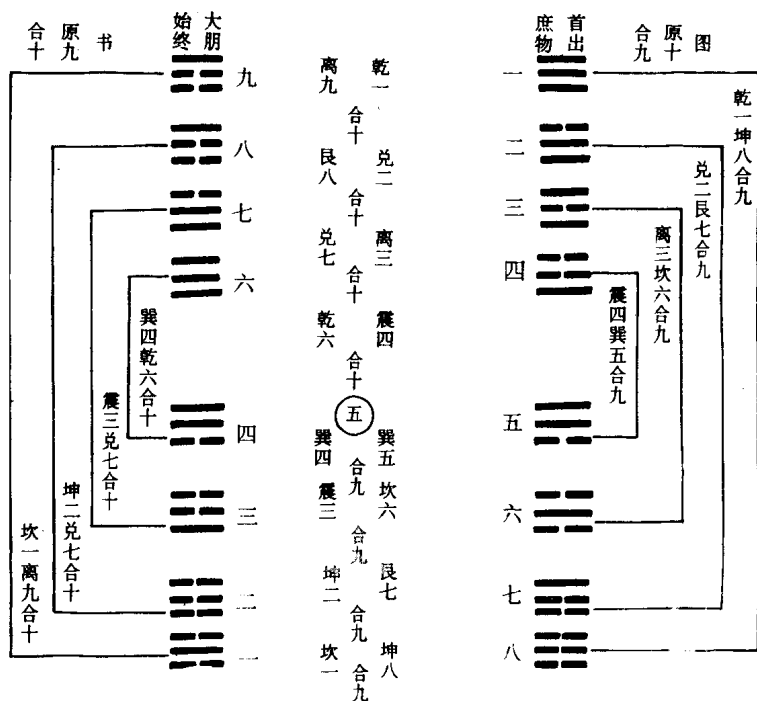 图
原十
合九
首出
庶物
一
二
三
四
五
六
七
八
乾一坤八合九
兑二艮七合九
离三坎六合九
震四巽五合九
乾一
离九
合十
兑二
艮八
合十
离三
兑七
合十
震四
乾六
合十
五
巽五
巽四
合九
坎六
震三
合九
艮七
坤二
合九
坤八
坎一
合九
书
原九
合十
大朋
始终
九
八
七
六
四
三
二
一
巽四乾六合十
震三兑七合十
坤二兑七合十
坎一离九合十